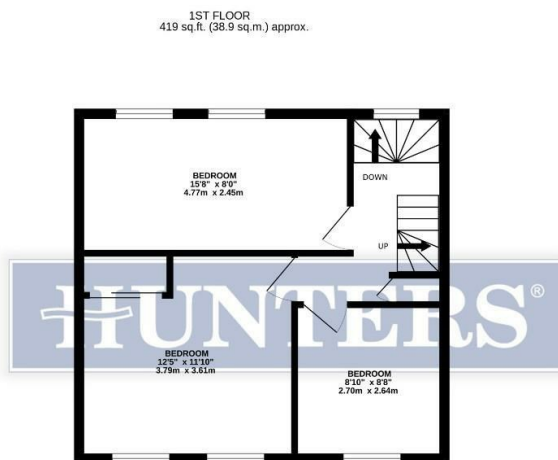 1ST FLOOR
419 sq.ft. (38.9 sq.m.) approx.
BEDROOM
15'8" x 8'0"
4.77m x 2.45m
DOWN
UP
HUNTERS®
BEDROOM
12'5" x 11'10"
3.79m x 3.61m
BEDROOM
8'10" x 8'8"
2.70m x 2.64m